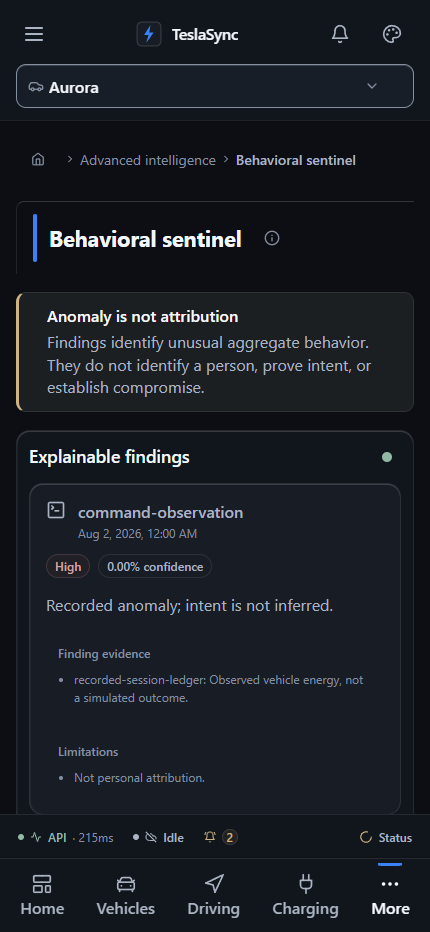 TeslaSync
Aurora
Advanced intelligence
Behavioral sentinel
Behavioral sentinel
Anomaly is not attribution
Findings identify unusual aggregate behavior.
They do not identify a person, prove intent, or
establish compromise.
Explainable findings
command-observation
Aug 2, 2026, 12:00 AM
High
0.00% confidence
Recorded anomaly; intent is not inferred.
Finding evidence
• recorded-session-ledger: Observed vehicle energy, not
a simulated outcome.
Limitations
• Not personal attribution.
API · 215ms
Idle
2
Status
Home
Vehicles
Driving
Charging
More